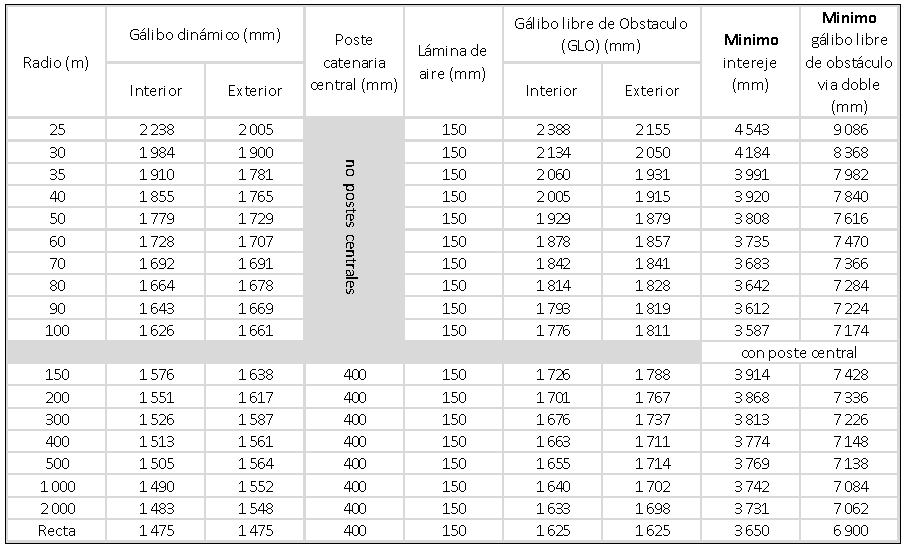 Radio (m) Gálibo dinámico (mm) Poste catenaria central (mm) Lámina de aire (mm) Gálibo libre de Obstaculo (GLO) (mm) Minimo intereje (mm) Minimo gálibo libre de obstáculo via doble (mm)
Interior Exterior Interior Exterior
25 2 238 2 005 150 2 388 2 155 4 543 9 086
30 1 984 1 900 150 2 134 2 050 4 184 8 368
35 1 910 1 781 150 2 060 1 931 3 991 7 982
40 1 855 1 765 150 2 005 1 915 3 920 7 840
50 1 779 1 729 150 1 929 1 879 3 808 7 616
60 1 728 1 707 150 1 878 1 857 3 735 7 470
70 1 692 1 691 150 1 842 1 841 3 683 7 366
80 1 664 1 678 150 1 814 1 828 3 642 7 284
90 1 643 1 669 150 1 793 1 819 3 612 7 224
100 1 626 1 661 150 1 776 1 811 3 587 7 174
no postes centrales
con poste central
150 1 576 1 638 400 150 1 726 1 788 3 914 7 428
200 1 551 1 617 400 150 1 701 1 767 3 868 7 336
300 1 526 1 587 400 150 1 676 1 737 3 813 7 226
400 1 513 1 561 400 150 1 663 1 711 3 774 7 148
500 1 505 1 564 400 150 1 655 1 714 3 769 7 138
1 000 1 490 1 552 400 150 1 640 1 702 3 742 7 084
2 000 1 483 1 548 400 150 1 633 1 698 3 731 7 062
Recta 1 475 1 475 400 150 1 625 1 625 3 650 6 900